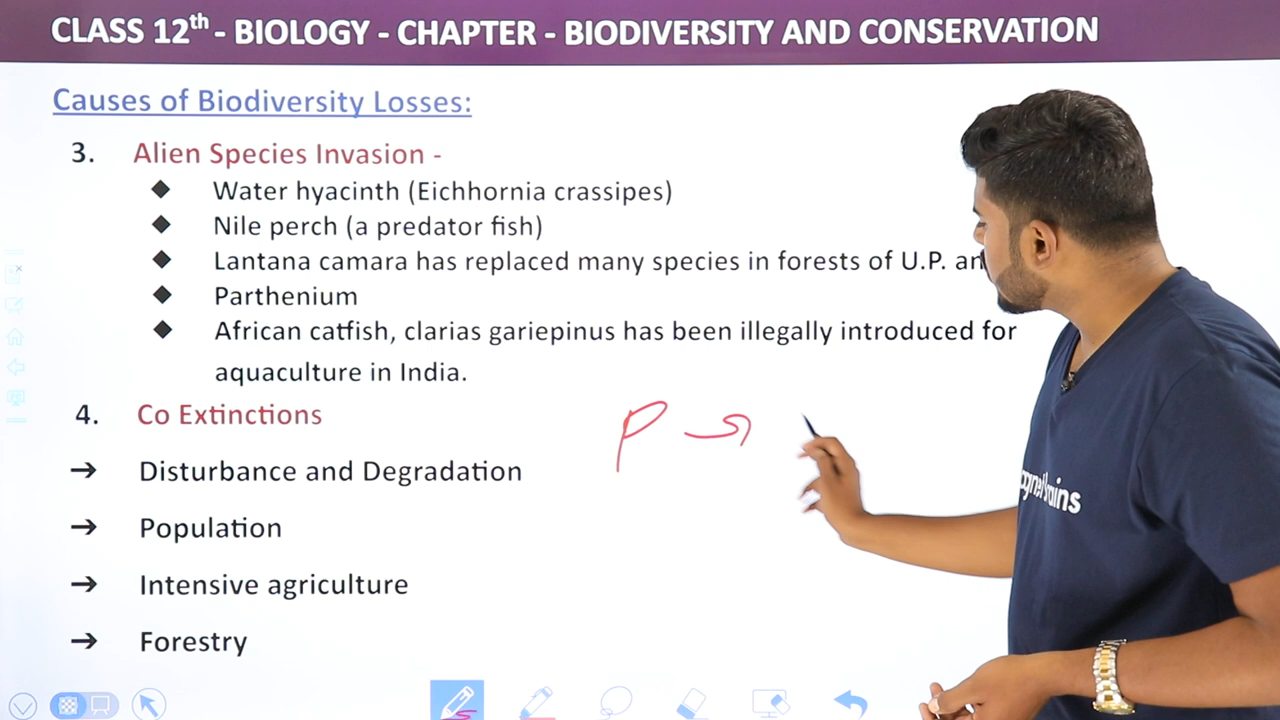 CLASS 12th - BIOLOGY - CHAPTER - BIODIVERSITY AND CONSERVATION
Causes of Biodiversity Losses:
3. Alien Species Invasion -
◆ Water hyacinth (Eichhornia crassipes)
◆ Nile perch (a predator fish)
◆ Lantana camara has replaced many species in forests of U.P.
◆ Parthenium
◆ African catfish, clarias gariepinus has been illegally introduced for
aquaculture in India.
4. Co Extinctions
P →
➔ Disturbance and Degradation
➔ Population
➔ Intensive agriculture
➔ Forestry